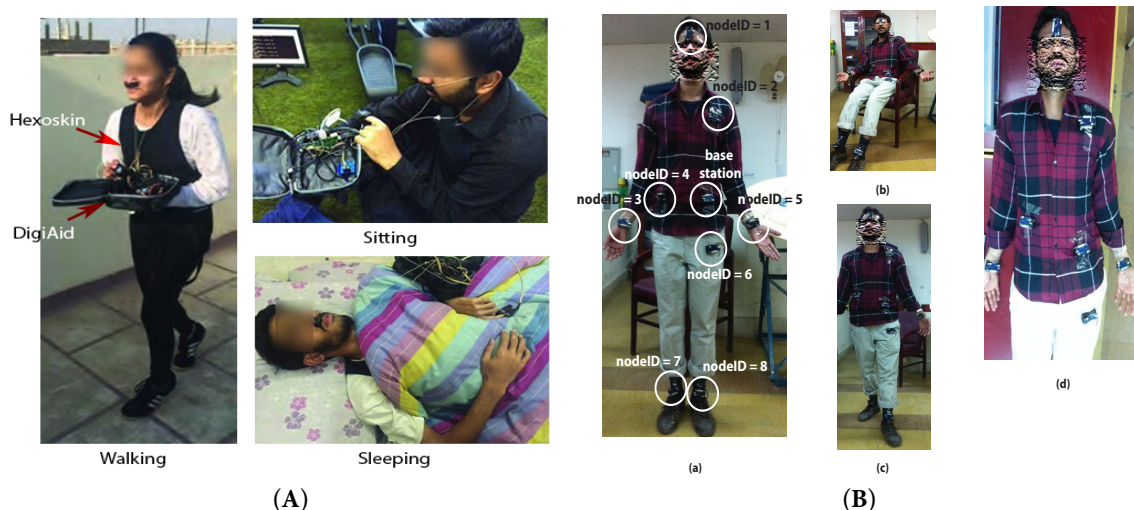 Hexoskin
DigiAid
Walking
Sitting
Sleeping
(A)
nodeID = 1
nodeID = 2
base
station
nodeID = 4
nodeID = 3
nodeID = 5
nodeID = 6
nodeID = 7
nodeID = 8
(a)
(b)
(c)
(d)
(B)